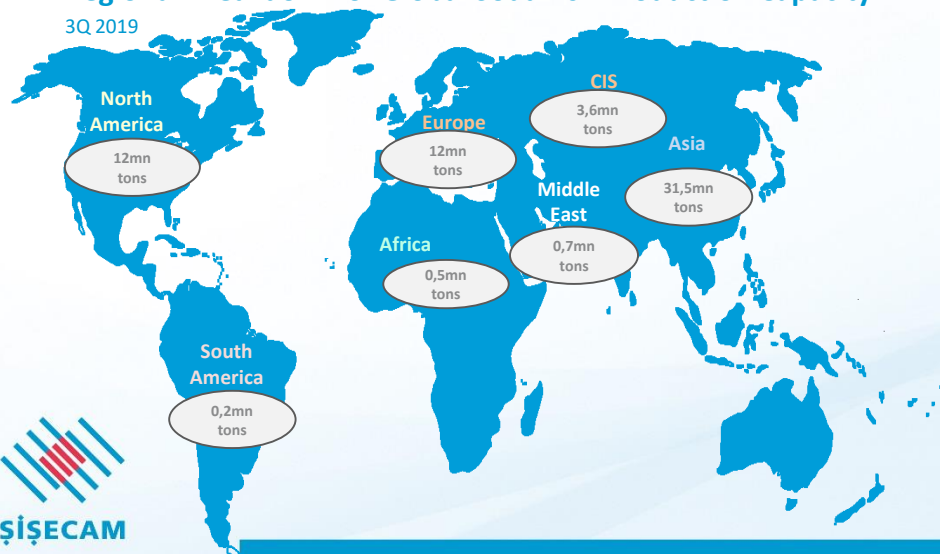 3Q 2019
North
America
12mn
tons
Europe
12mn
tons
CIS
3,6mn
tons
Asia
31,5mn
tons
Middle
East
0,7mn
tons
Africa
0,5mn
tons
South
America
0,2mn
tons
ŞİŞECAM